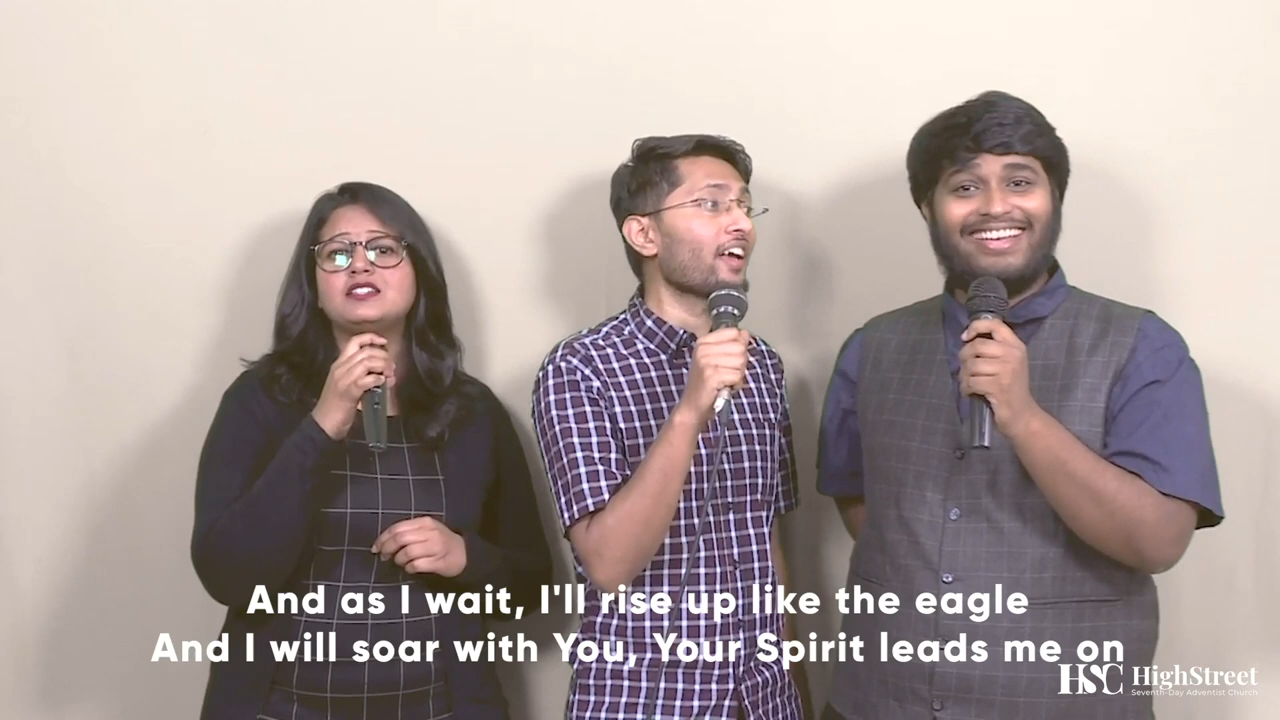 And as I wait, I'll rise up like the eagle
And I will soar with You, Your Spirit leads me on
HSC HighStreet
Seventh-Day Adventist Church